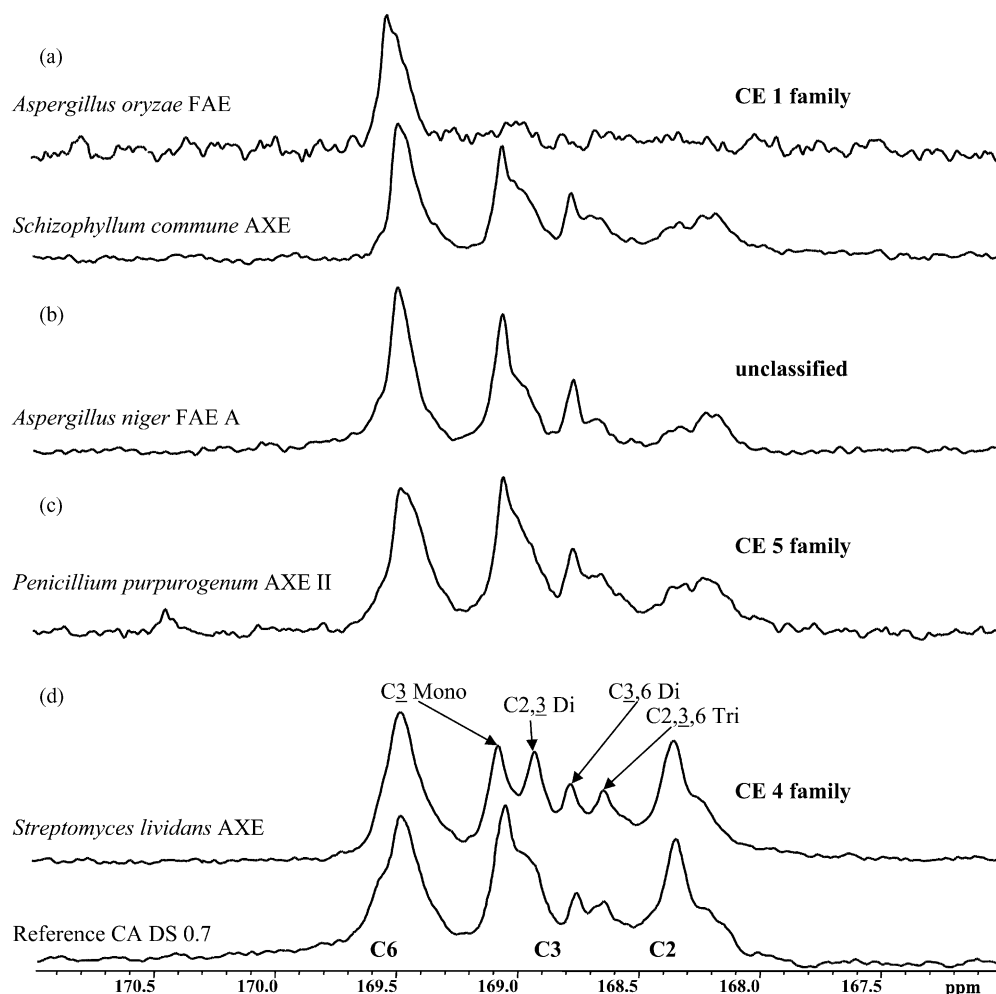 (a)
Aspergillus oryzae FAE
CE 1 family
Schizophyllum commune AXE
(b)
unclassified
Aspergillus niger FAE A
(c)
CE 5 family
Penicillium purpurogenum AXE II
(d)
C3 Mono
C2,3 Di
C3,6 Di
C2,3,6 Tri
CE 4 family
Streptomyces lividans AXE
Reference CA DS 0.7
C6 C3 C2
170.5 170.0 169.5 169.0 168.5 168.0 167.5 ppm